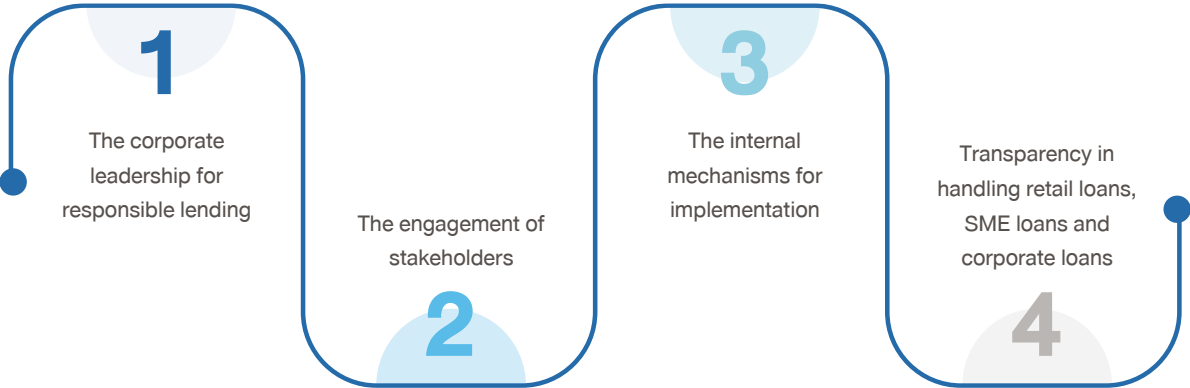 1
The corporate
leadership for
responsible lending
The engagement of
stakeholders
2
3
The internal
mechanisms for
implementation
Transparency in
handling retail loans,
SME loans and
corporate loans
4